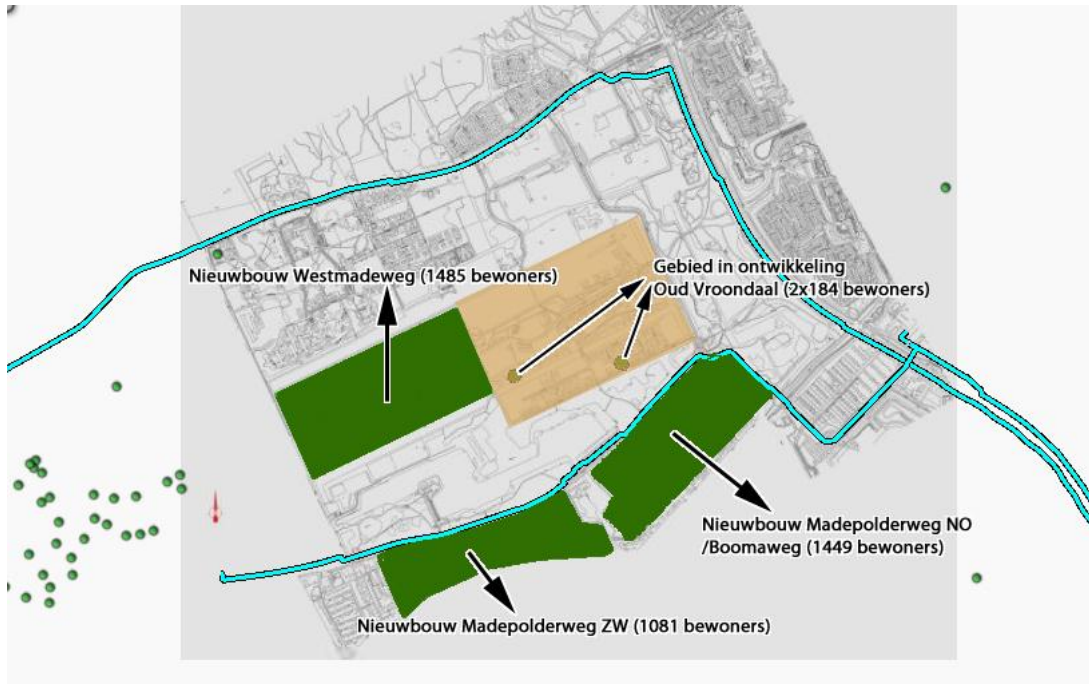 Nieuwbouw Westmadeweg (1485 bewoners)
Gebied in ontwikkeling
Oud Vroondaal (2x184 bewoners)
Nieuwbouw Madepolderweg NO
/Boomaweg (1449 bewoners)
Nieuwbouw Madepolderweg ZW (1081 bewoners)